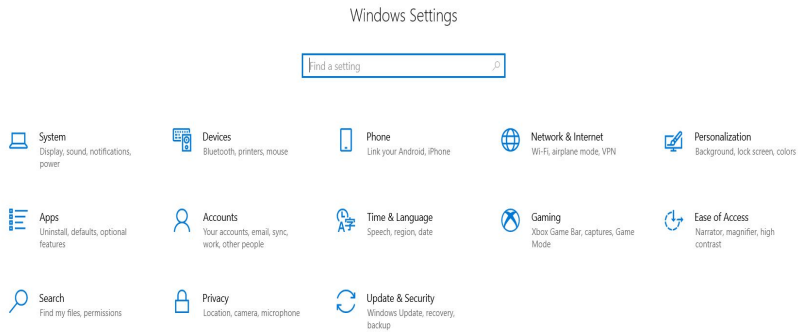 Windows Settings
Find a setting
System
Display, sound, notifications,
power
Devices
Bluetooth, printers, mouse
Phone
Link your Android, iPhone
Network & Internet
Wi-Fi, airplane mode, VPN
Personalization
Background, lock screen, colors
Apps
Uninstall, defaults, optional
features
Accounts
Your accounts, email, sync,
work, other people
Time & Language
Speech, region, date
Gaming
Xbox Game Bar, captures, Game
Mode
Ease of Access
Narrator, magnifier, high
contrast
Search
Find my files, permissions
Privacy
Location, camera, microphone
Update & Security
Windows Update, recovery,
backup